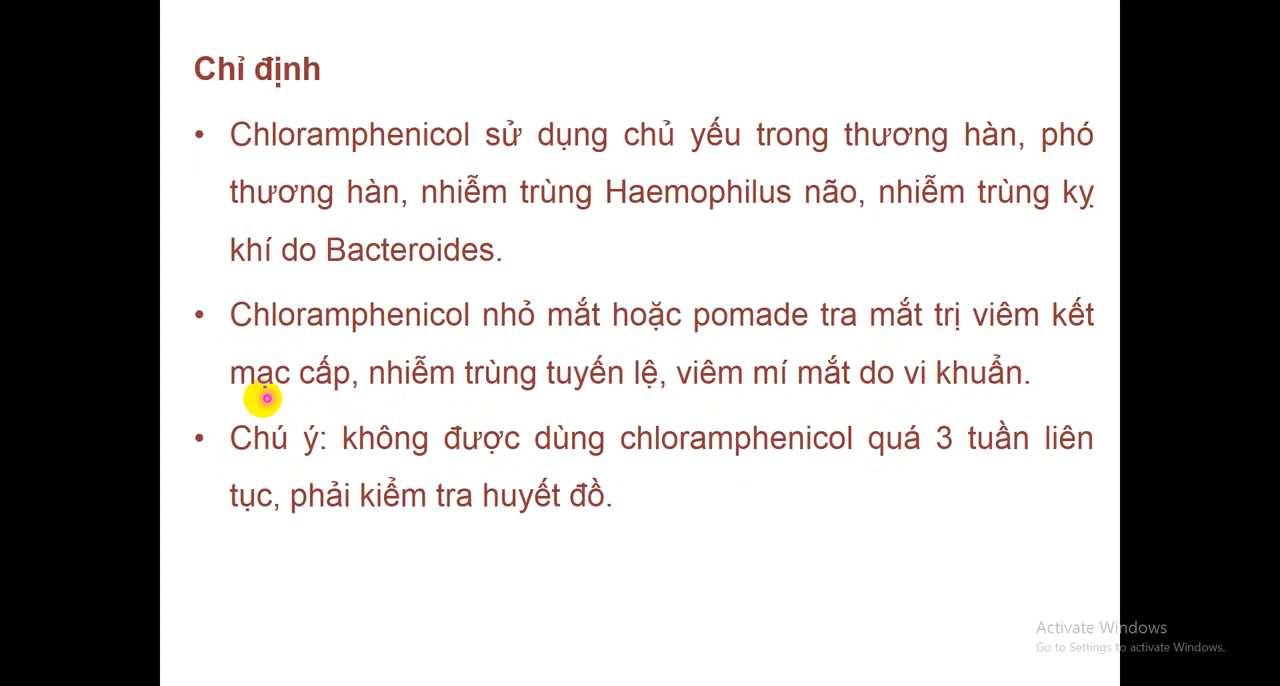 Chỉ định
• Chloramphenicol sử dụng chủ yếu trong thương hàn, phó
thương hàn, nhiễm trùng Haemophilus não, nhiễm trùng kỵ
khí do Bacteroides.
• Chloramphenicol nhỏ mắt hoặc pomade tra mắt trị viêm kết
mạc cấp, nhiễm trùng tuyến lệ, viêm mí mắt do vi khuẩn.
• Chú ý: không được dùng chloramphenicol quá 3 tuần liên
tục, phải kiểm tra huyết đồ.
Activate Windows
Go to Settings to activate Windows.